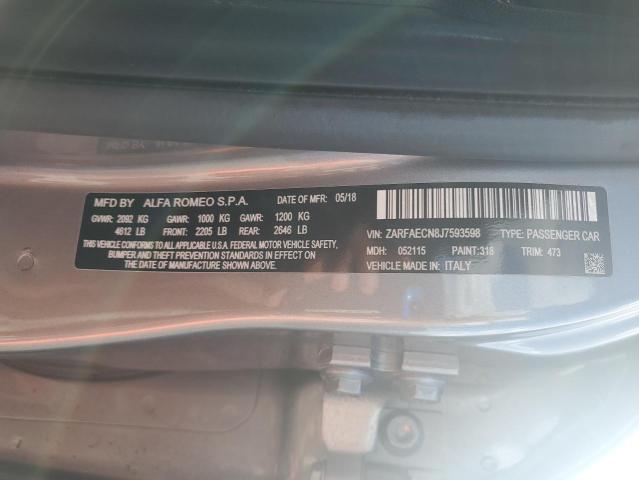 MFD BY ALFA ROMEO S.P.A. DATE OF MFR 05/18
GVWR: 2092 KG GAWR: 1000 KG GAWR: 1200 KG
4612 LB FRONT: 2205 LB REAR: 2646 LB
THIS VEHICLE CONFORMS TO ALL APPLICABLE U.S.A. FEDERAL MOTOR VEHICLE SAFETY,
BUMPER AND THEFT PREVENTION STANDARDS IN EFFECT ON THE
DATE OF MANUFACTURE SHOWN ABOVE.
VIN: ZARFAECN8J7593598 TYPE: PASSENGER CAR
MDH: 052115 PAINT: 318 TRIM: 473
VEHICLE MADE IN: ITALY